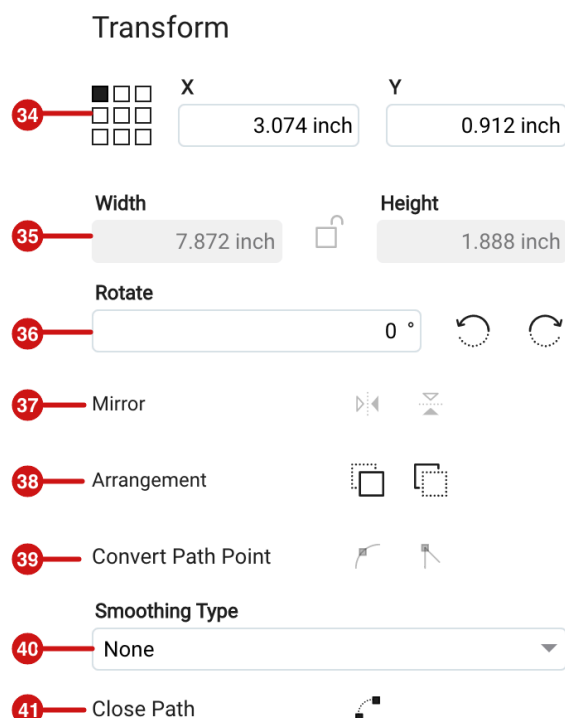 Transform
X Y
34 3.074 inch 0.912 inch
Width Height
35 7.872 inch 1.888 inch
Rotate
36 0 °
37 Mirror
38 Arrangement
39 Convert Path Point
Smoothing Type
40 None
41 Close Path